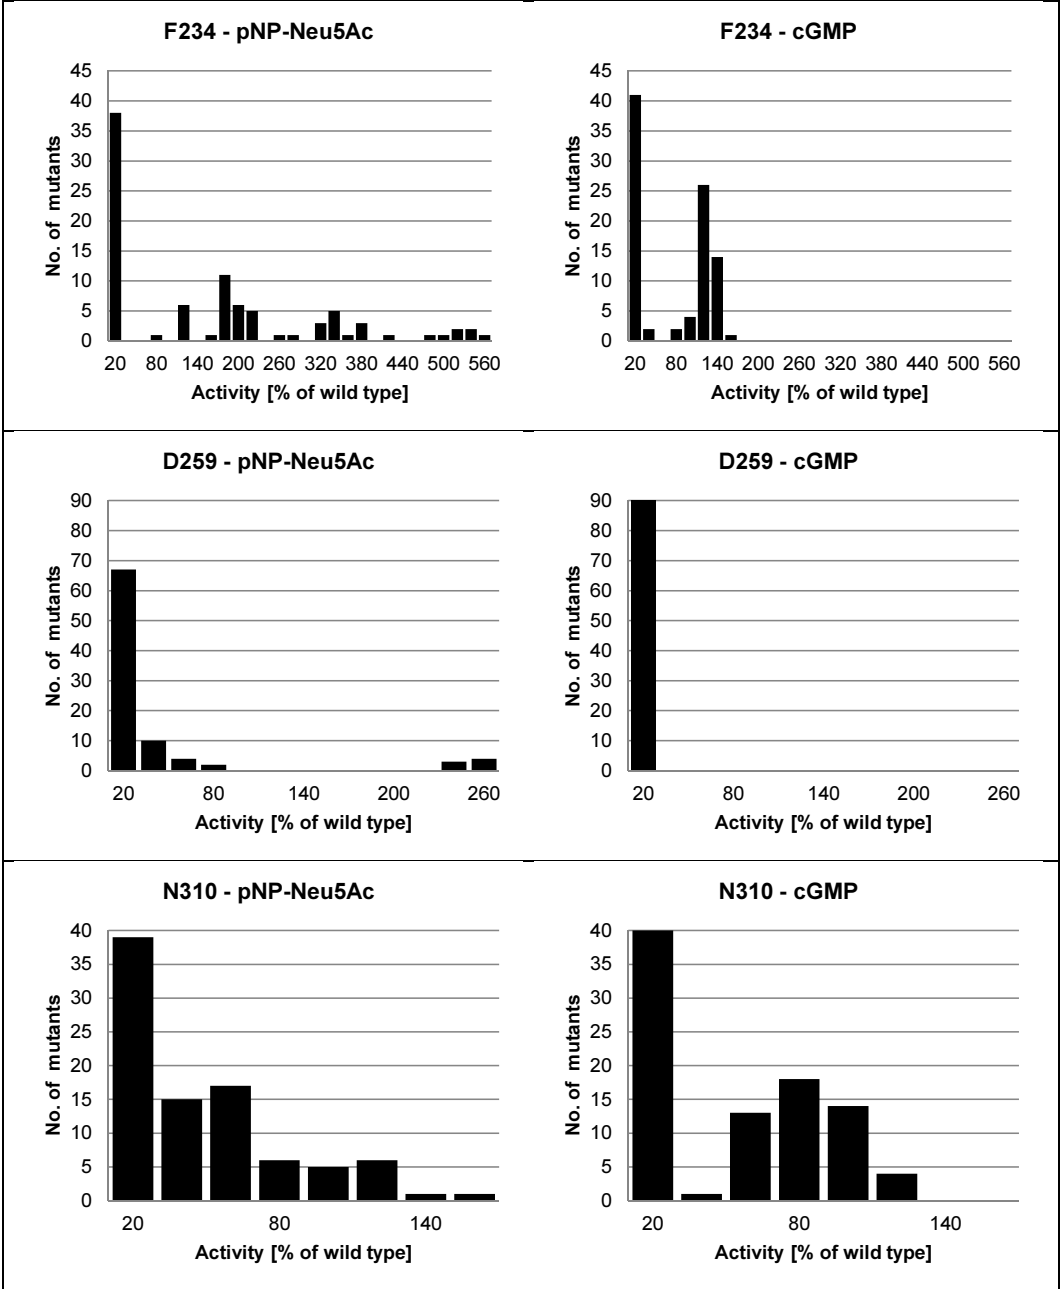 F234 - pNP-Neu5Ac
45
40
35
30
25
20
15
10
5
0
No. of mutants
20 80 140 200 260 320 380 440 500 560
Activity [% of wild type]
F234 - cGMP
45
40
35
30
25
20
15
10
5
0
No. of mutants
20 80 140 200 260 320 380 440 500 560
Activity [% of wild type]
D259 - pNP-Neu5Ac
90
80
70
60
50
40
30
20
10
0
No. of mutants
20 80 140 200 260
Activity [% of wild type]
D259 - cGMP
90
80
70
60
50
40
30
20
10
0
No. of mutants
20 80 140 200 260
Activity [% of wild type]
N310 - pNP-Neu5Ac
40
35
30
25
20
15
10
5
0
No. of mutants
20 80 140
Activity [% of wild type]
N310 - cGMP
40
35
30
25
20
15
10
5
0
No. of mutants
20 80 140
Activity [% of wild type]